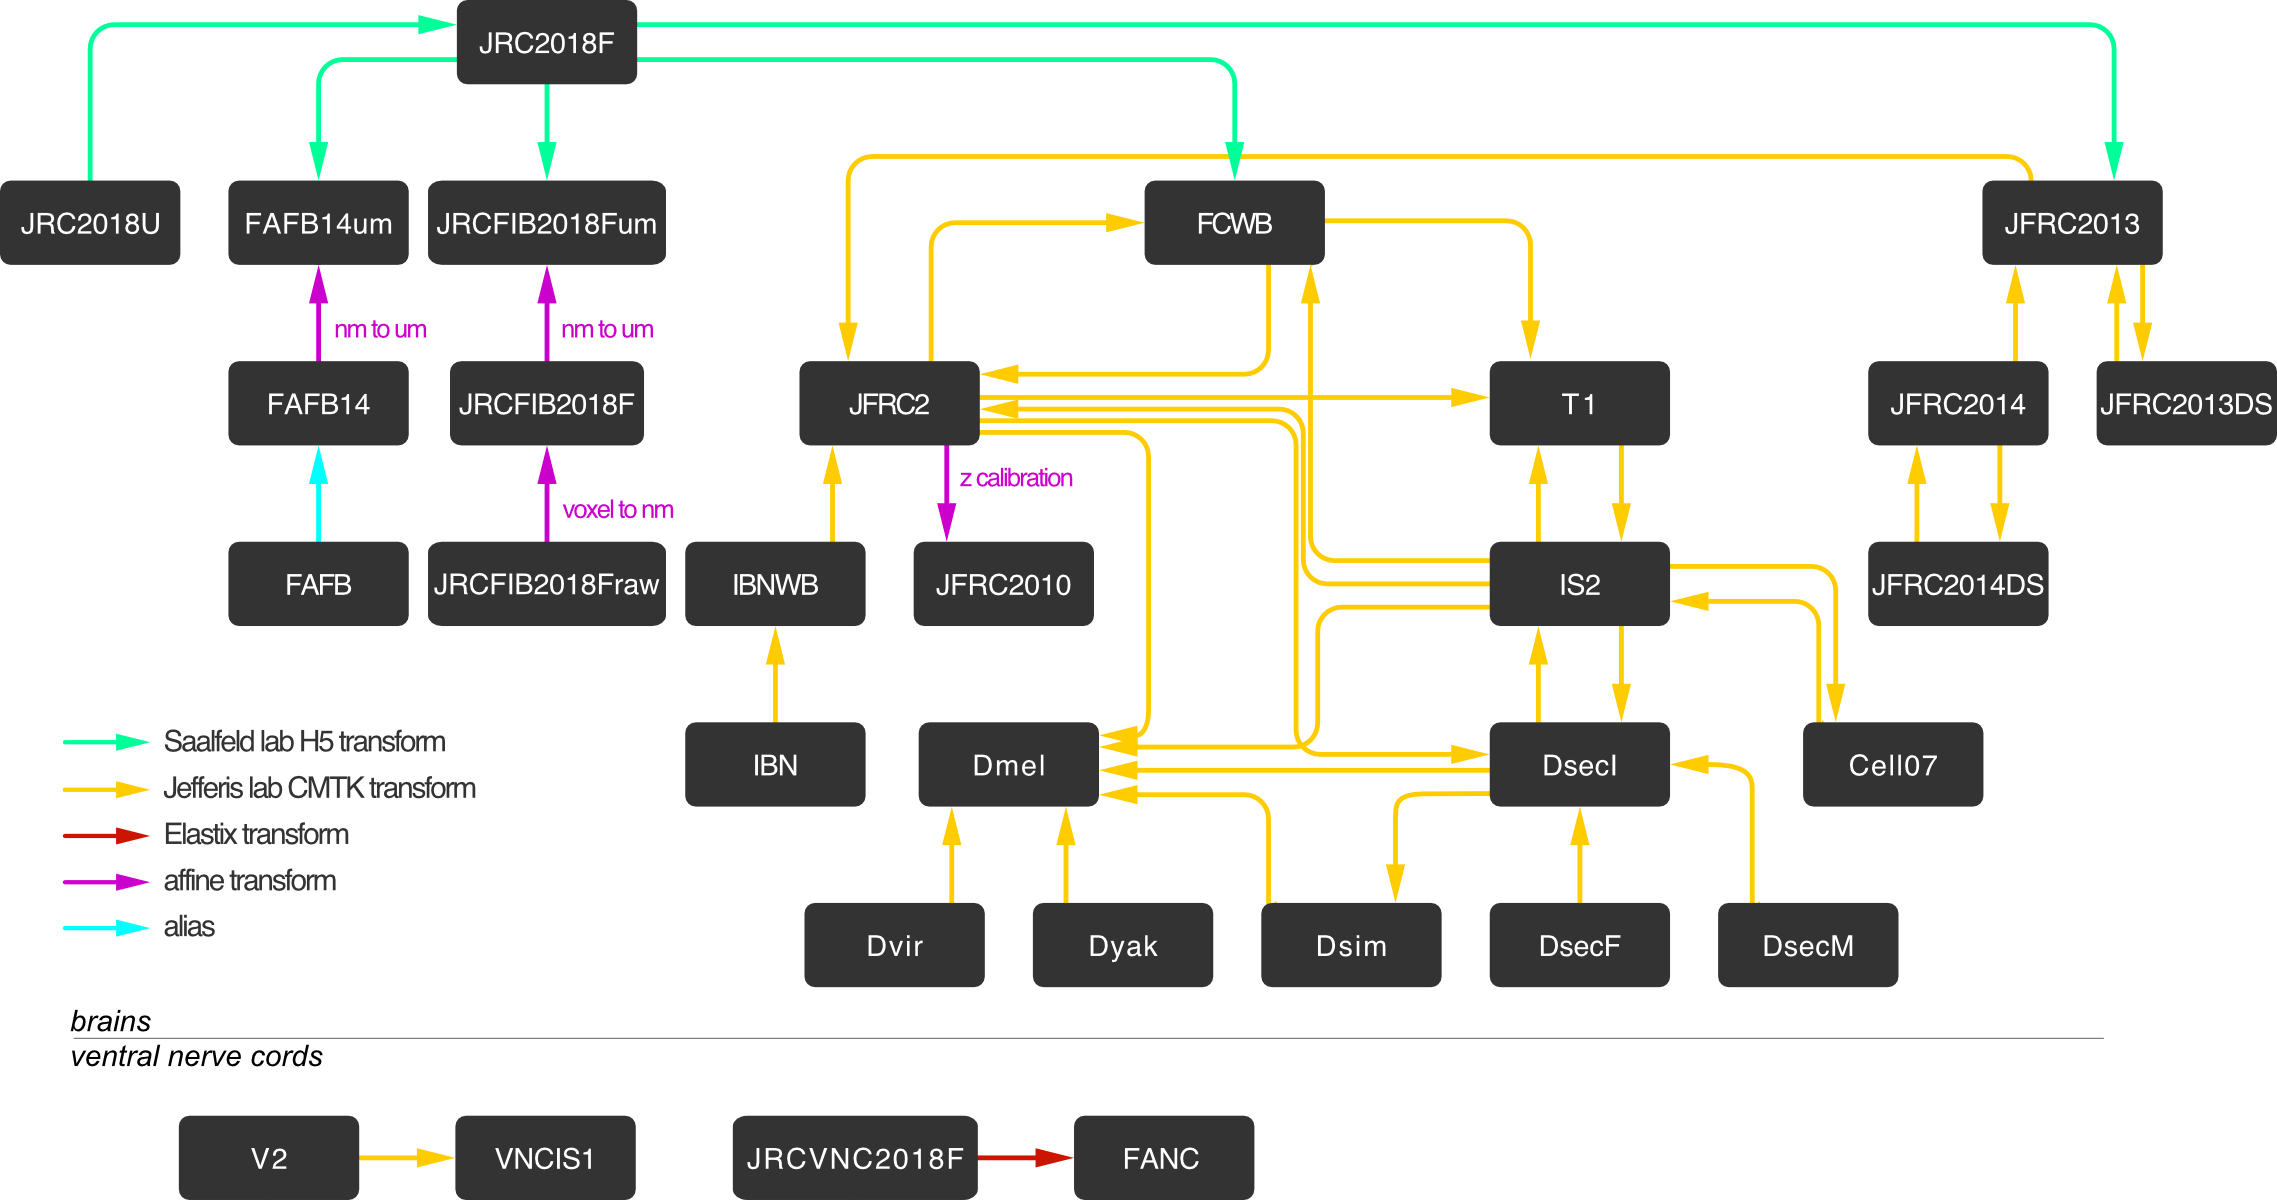 JRC2018F
JRC2018U
FAFB14um
JRCFIB2018Fum
FCWB
JFRC2013
nm to um
nm to um
FAFB14
JRCFIB2018F
JFRC2
T1
JFRC2014
JFRC2013DS
z calibration
voxel to nm
FAFB
JRCFIB2018Fraw
IBNWB
JFRC2010
IS2
JFRC2014DS
IBN
Dmel
DsecI
Cell07
Saalfeld lab H5 transform
Jefferis lab CMTK transform
Elastix transform
affine transform
alias
Dvir
Dyak
Dsim
DsecF
DsecM
brains
ventral nerve cords
V2
VNCIS1
JRCVNC2018F
FANC